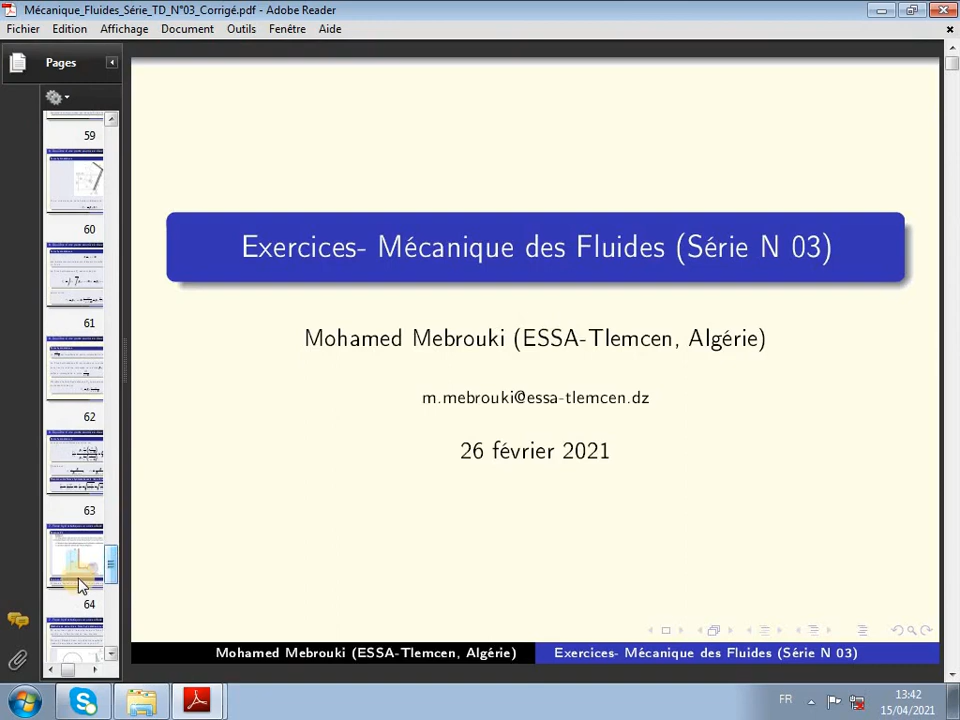 Mécanique_Fluides_Série_TD_N°03_Corrigé.pdf - Adobe Reader
Fichier Edition Affichage Document Outils Fenêtre Aide
Pages
59
60
61
62
63
64
Exercices- Mécanique des Fluides (Série N 03)
Mohamed Mebrouki (ESSA-Tlemcen, Algérie)
m.mebrouki@essa-tlemcen.dz
26 février 2021
Mohamed Mebrouki (ESSA-Tlemcen, Algérie) Exercices- Mécanique des Fluides (Série N 03)
FR
13:42
15/04/2021